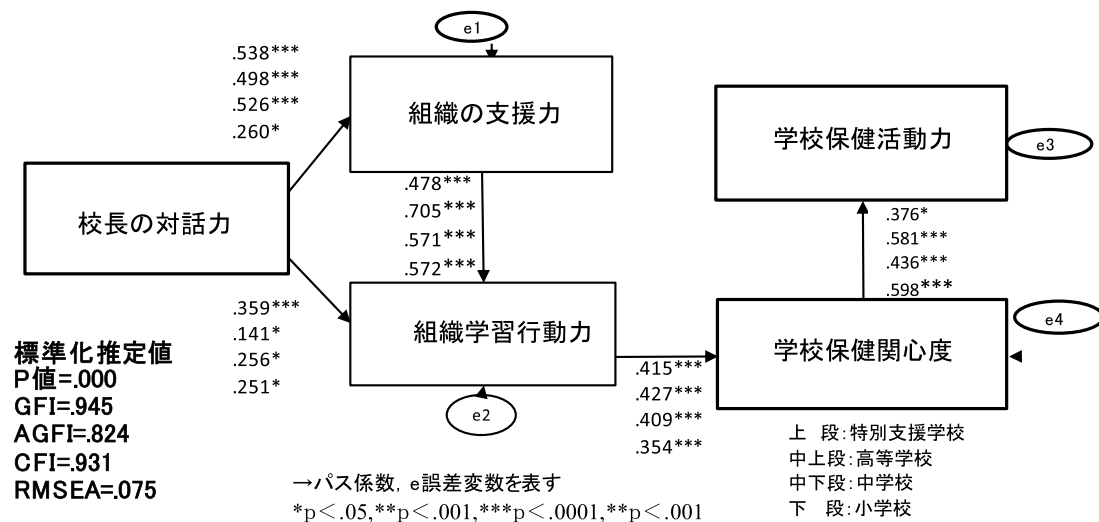 e1
.538***
.498***
.526***
.260*
組織の支援力
学校保健活動力
e3
校長の対話力
.478***
.705***
.571***
.572***
.376*
.581***
.436***
.598***
.359***
.141*
.256*
.251*
組織学習行動力
学校保健関心度
e4
e2
.415***
.427***
.409***
.354***
標準化推定値
P値=.000
GFI=.945
AGFI=.824
CFI=.931
RMSEA=.075
上　段:特別支援学校
中上段:高等学校
中下段:中学校
下　段:小学校
→パス係数, e誤差変数を表す
*p<.05,**p<.001,***p<.0001,**p<.001